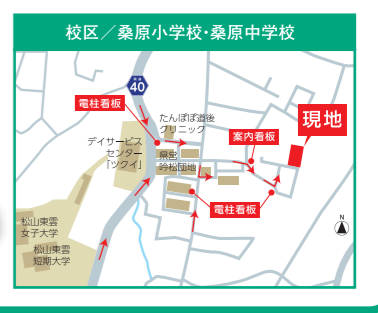 校区／桑原小学校・桑原中学校
40
電柱看板
たんぽぽ道後
クリニック
現地
案内看板
デイサービス
センター
「ツクイ」
県営
吟松団地
電柱看板
松山東雲
女子大学
松山東雲
短期大学
N